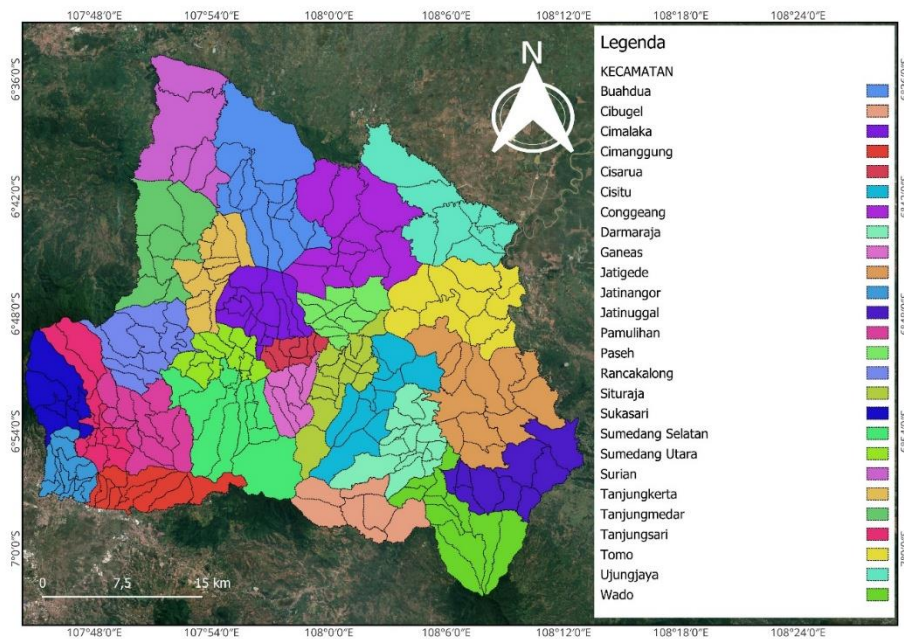 107°48'0"E 107°54'0"E 108°0'0"E 108°6'0"E 108°12'0"E 108°18'0"E 108°24'0"E
6°36'0"S
6°42'0"S
6°48'0"S
6°54'0"S
7°0'0"S
N
Legenda
KECAMATAN
Buahdua
Cibugel
Cimalaka
Cimanggung
Cisarua
Cisitu
Conggeang
Darmaraja
Ganeas
Jatigede
Jatinangor
Jatinuggal
Pamulihan
Paseh
Rancakalong
Situraja
Sukasari
Sumedang Selatan
Sumedang Utara
Surian
Tanjungkerta
Tanjungmedar
Tanjungsari
Tomo
Ujungjaya
Wado
0 7,5 15 km
107°48'0"E 107°54'0"E 108°0'0"E 108°6'0"E 108°12'0"E 108°18'0"E 108°24'0"E